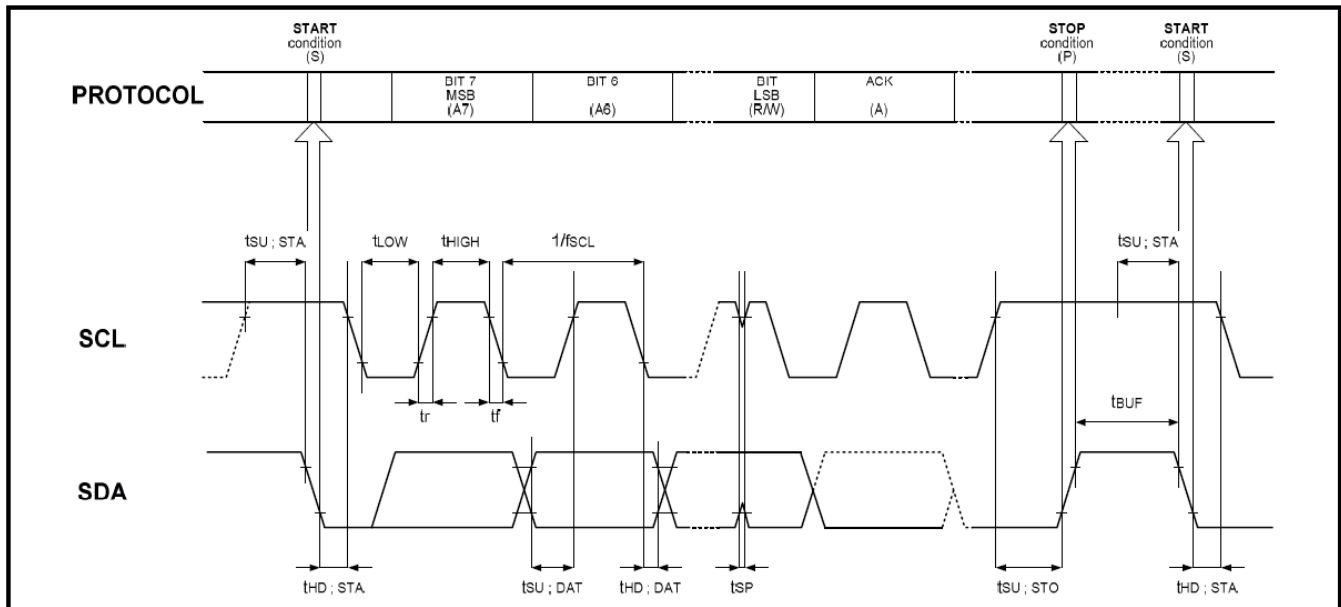 START
condition
(S)
STOP
condition
(P)
START
condition
(S)
PROTOCOL
BIT 7
MSB
(A7)
BIT 6
(A6)
BIT
LSB
(R/W)
ACK
(A)
tSU ; STA
tLOW
tHIGH
1/fSCL
tSU ; STA
SCL
tr
tf
tBUF
SDA
tHD ; STA
tSU ; DAT
tHD ; DAT
tSP
tSU ; STO
tHD ; STA